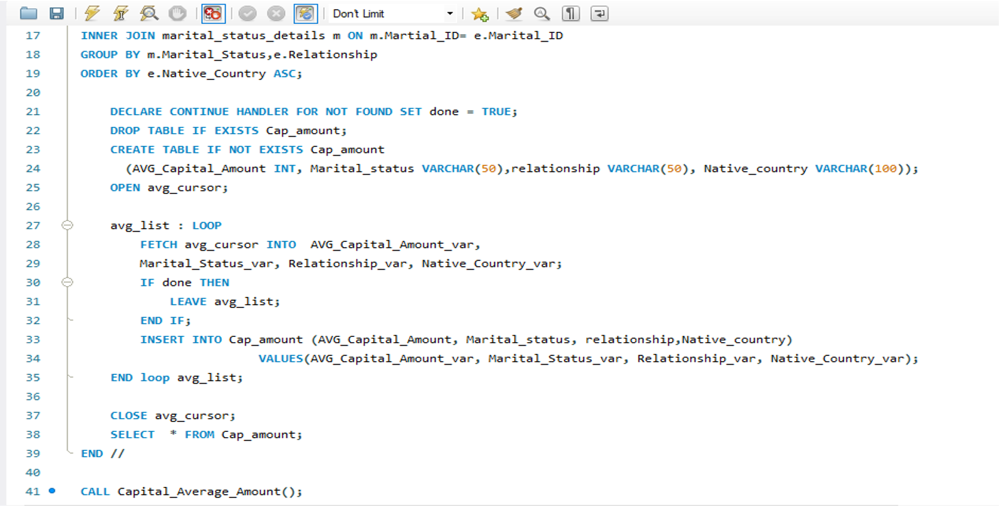 Don't Limit
17 INNER JOIN marital_status_details m ON m.Martial_ID= e.Marital_ID
18 GROUP BY m.Marital_Status,e.Relationship
19 ORDER BY e.Native_Country ASC;
20
21 DECLARE CONTINUE HANDLER FOR NOT FOUND SET done = TRUE;
22 DROP TABLE IF EXISTS Cap_amount;
23 CREATE TABLE IF NOT EXISTS Cap_amount
24 (AVG_Capital_Amount INT, Marital_status VARCHAR(50),relationship VARCHAR(50), Native_country VARCHAR(100));
25 OPEN avg_cursor;
26
27 avg_list : LOOP
28 FETCH avg_cursor INTO  AVG_Capital_Amount_var,
29 Marital_Status_var, Relationship_var, Native_Country_var;
30 IF done THEN
31 LEAVE avg_list;
32 END IF;
33 INSERT INTO Cap_amount (AVG_Capital_Amount, Marital_status, relationship,Native_country)
34 VALUES(AVG_Capital_Amount_var, Marital_Status_var, Relationship_var, Native_Country_var);
35 END loop avg_list;
36
37 CLOSE avg_cursor;
38 SELECT  * FROM Cap_amount;
39 END //
40
41 CALL Capital_Average_Amount();